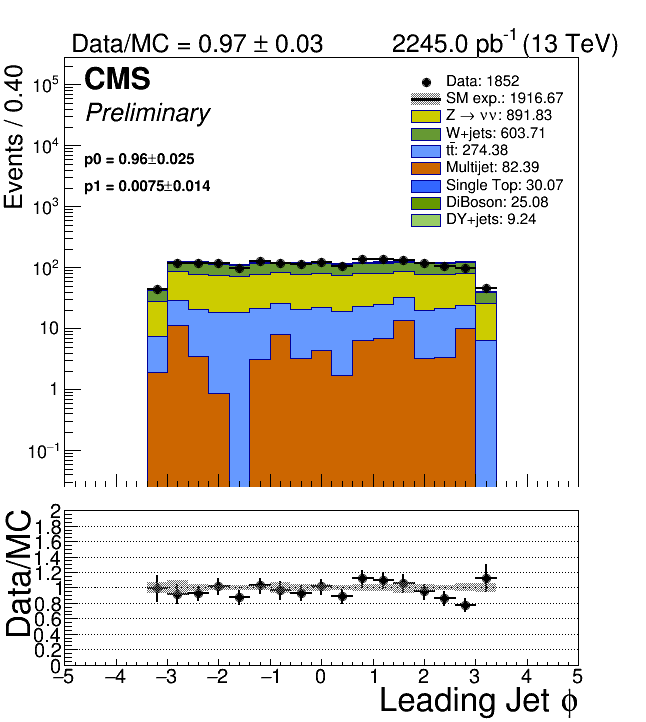 Data/MC = 0.97 ± 0.03 2245.0 pb⁻¹ (13 TeV)
CMS
Preliminary
p0 = 0.96±0.025
p1 = 0.0075±0.014
Data: 1852
SM exp.: 1916.67
Z → νν: 891.83
W+jets: 603.71
tt̄: 274.38
Multijet: 82.39
Single Top: 30.07
DiBoson: 25.08
DY+jets: 9.24
Events / 0.40
10⁵
10⁴
10³
10²
10
1
10⁻¹
Data/MC
2
1.8
1.6
1.4
1.2
1
0.8
0.6
0.4
0.2
0
−5 −4 −3 −2 −1 0 1 2 3 4 5
Leading Jet ϕ